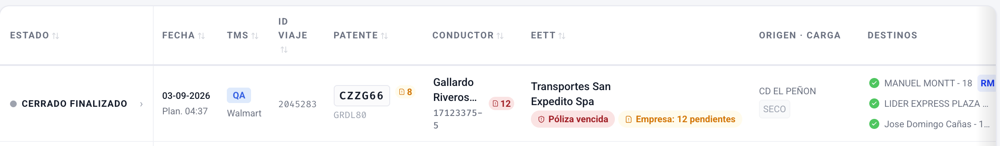 ESTADO
FECHA
TMS
ID
VIAJE
PATENTE
CONDUCTOR
EETT
ORIGEN · CARGA
DESTINOS
CERRADO FINALIZADO
03-09-2026
Plan. 04:37
QA
Walmart
2045283
CZZG66
8
GRDL80
Gallardo
Riveros...
17123375-
5
12
Transportes San
Expedito Spa
Póliza vencida
Empresa: 12 pendientes
CD EL PEÑON
SECO
MANUEL MONTT - 18 RM
LIDER EXPRESS PLAZA ...
Jose Domingo Cañas - 1...